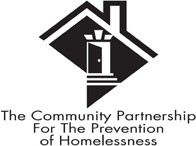 The Community Partnership
For The Prevention
of Homelessness